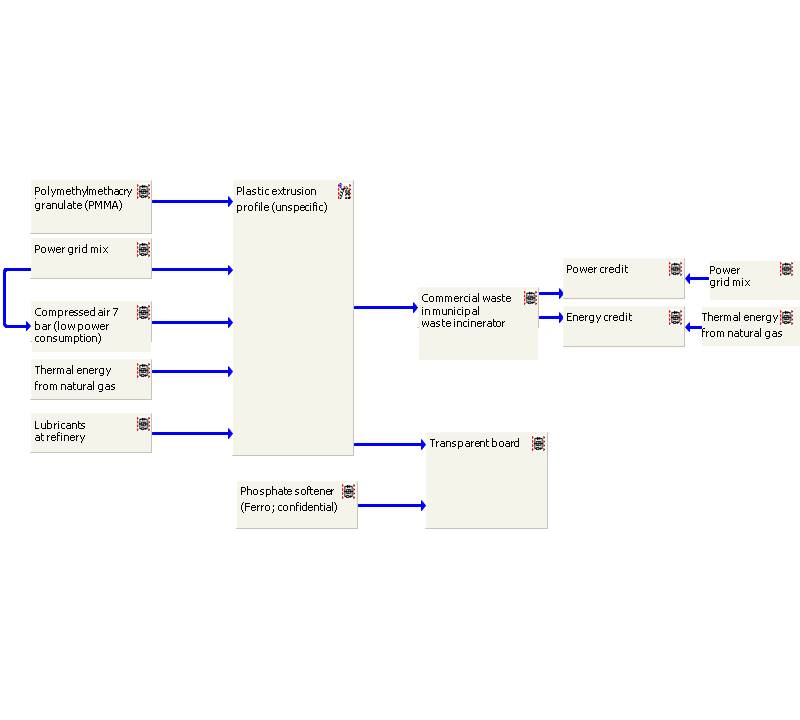 Polymethylmethacry
granulate (PMMA)
Power grid mix
Compressed air 7
bar (low power
consumption)
Thermal energy
from natural gas
Lubricants
at refinery
Plastic extrusion
profile (unspecific)
Phosphate softener
(Ferro; confidential)
Commercial waste
in municipal
waste incinerator
Transparent board
Power credit
Energy credit
Power
grid mix
Thermal energy
from natural gas